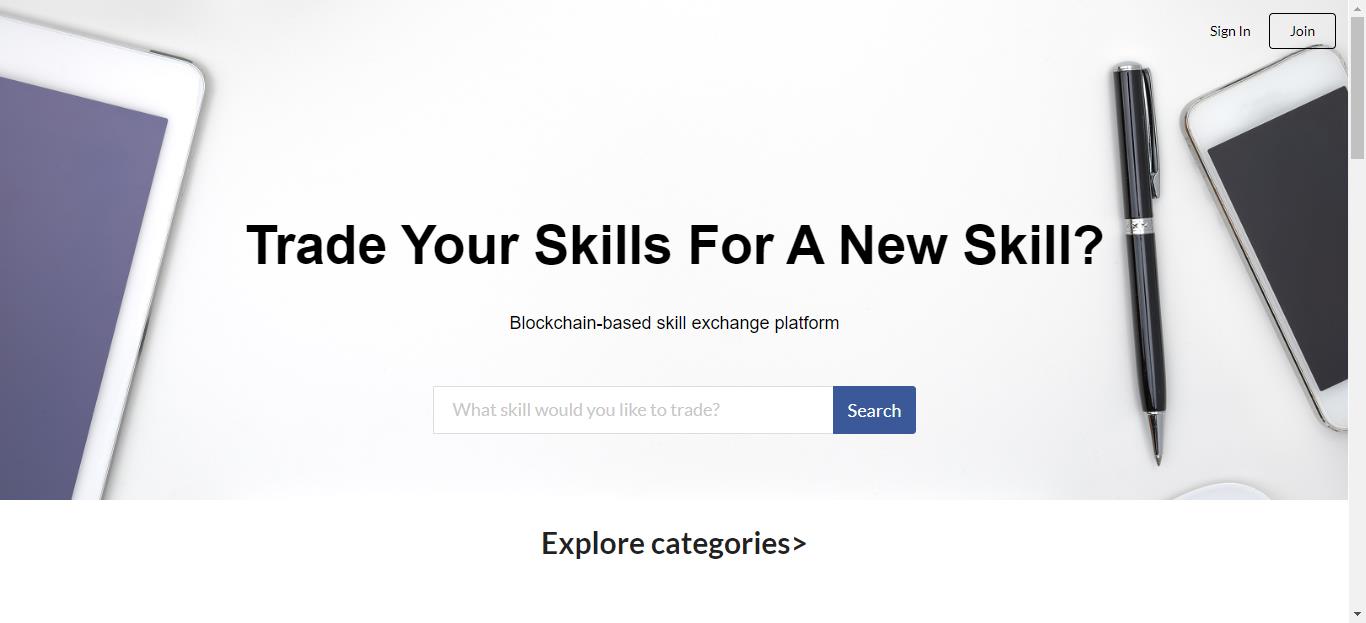 Sign In
Join
Trade Your Skills For A New Skill?
Blockchain-based skill exchange platform
What skill would you like to trade?
Search
Explore categories>